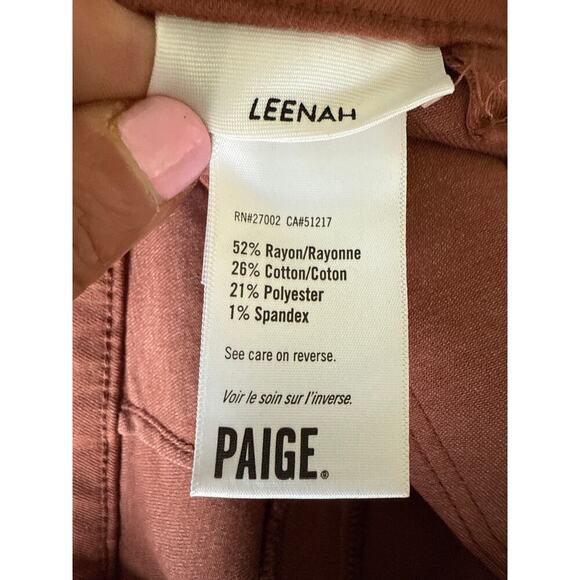 LEENAH
RN#27002 CA#51217
52% Rayon/Rayonne
26% Cotton/Coton
21% Polyester
1% Spandex
See care on reverse.
Voir le soin sur l'inverse.
PAIGE®